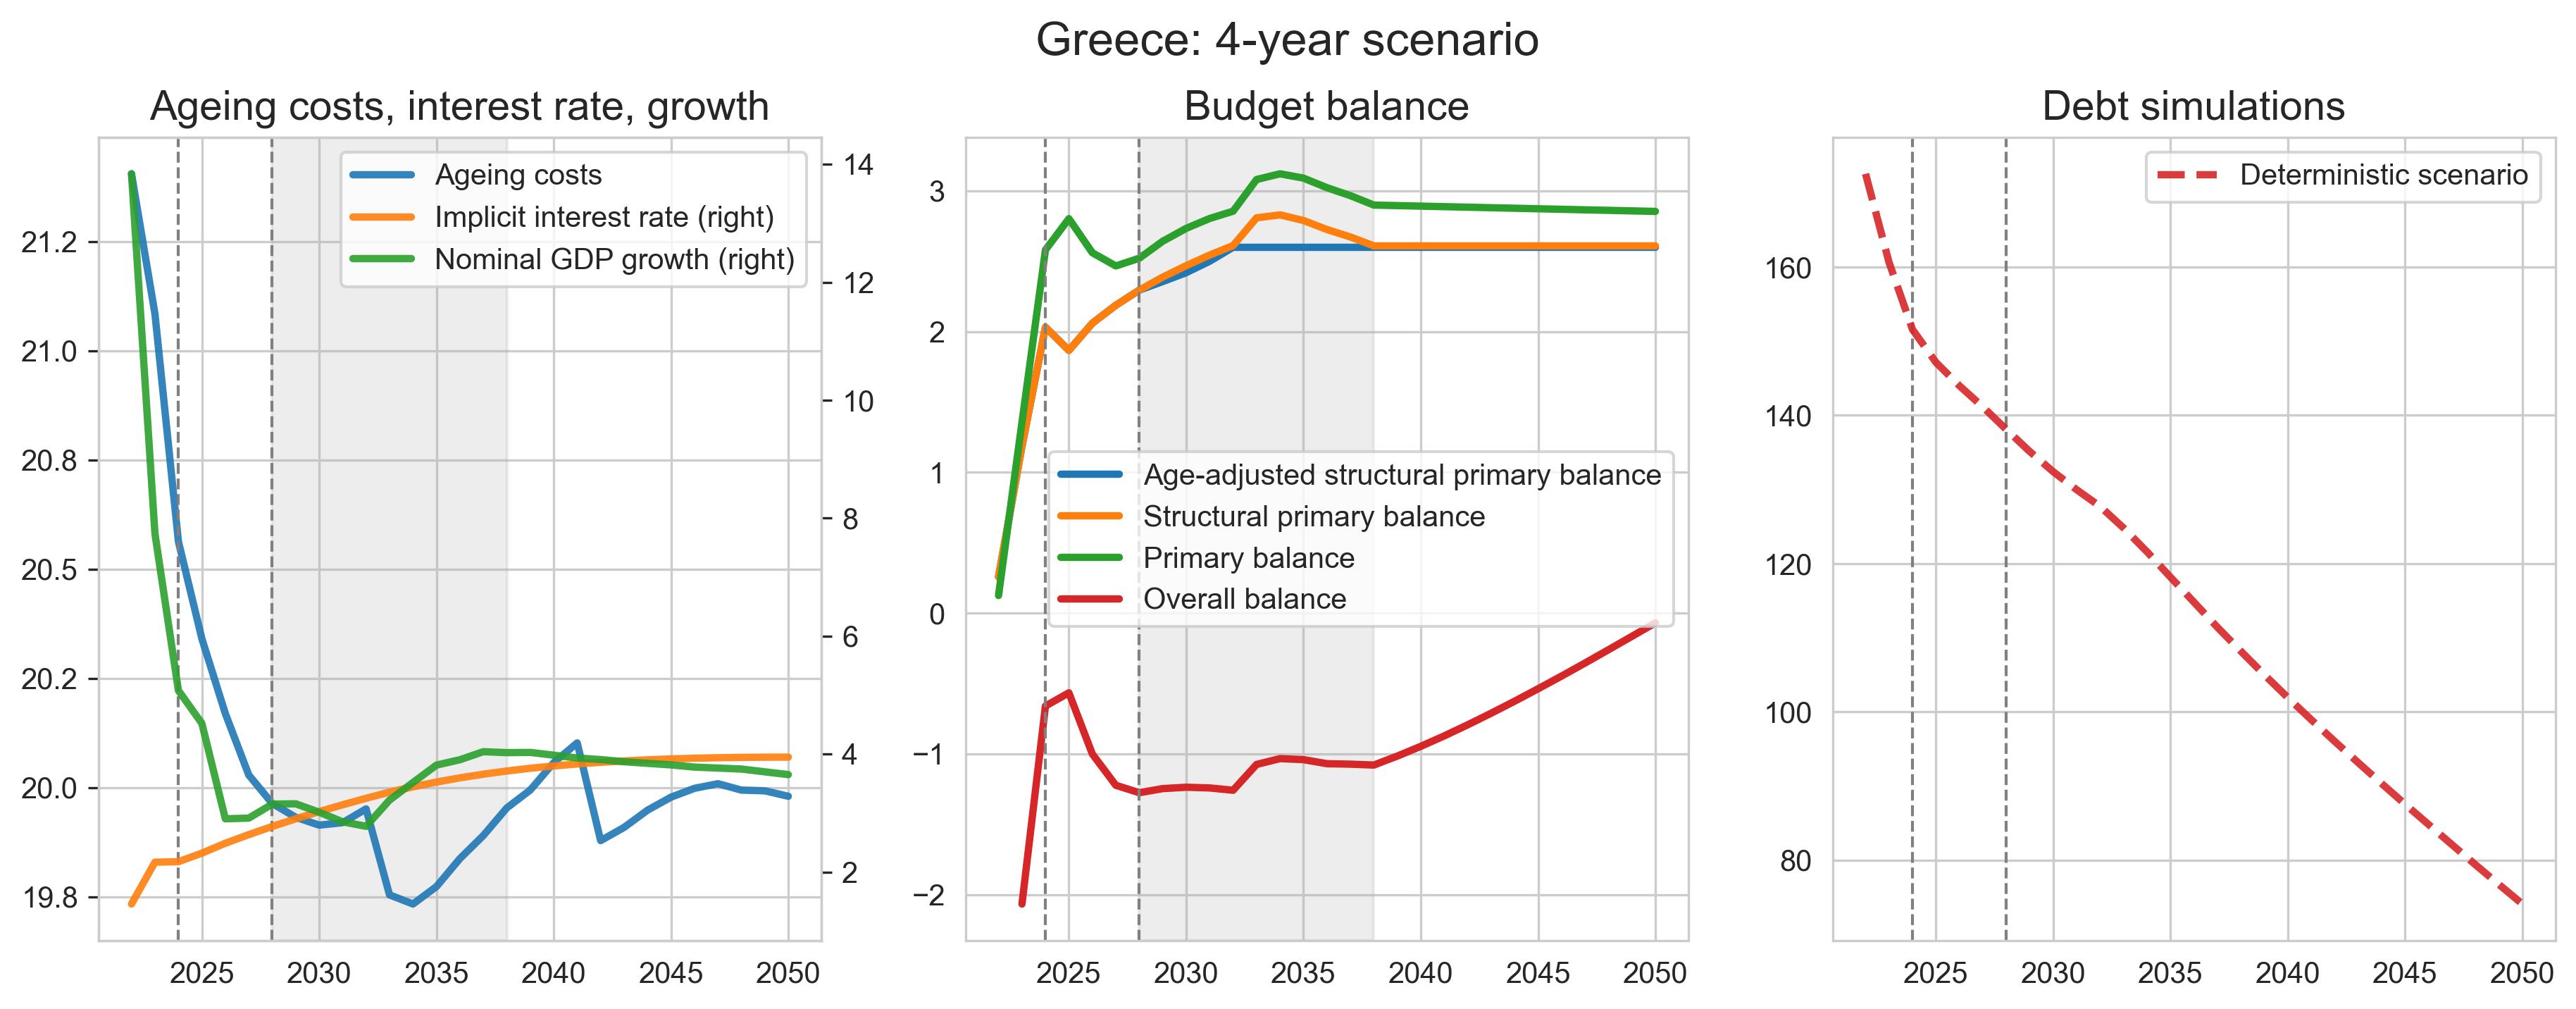 Greece: 4-year scenario
Ageing costs, interest rate, growth
Ageing costs
Implicit interest rate (right)
Nominal GDP growth (right)
21.2
21.0
20.8
20.5
20.2
20.0
19.8
14
12
10
8
6
4
2
2025 2030 2035 2040 2045 2050
Budget balance
Age-adjusted structural primary balance
Structural primary balance
Primary balance
Overall balance
3
2
1
0
−1
−2
2025 2030 2035 2040 2045 2050
Debt simulations
Deterministic scenario
160
140
120
100
80
2025 2030 2035 2040 2045 2050